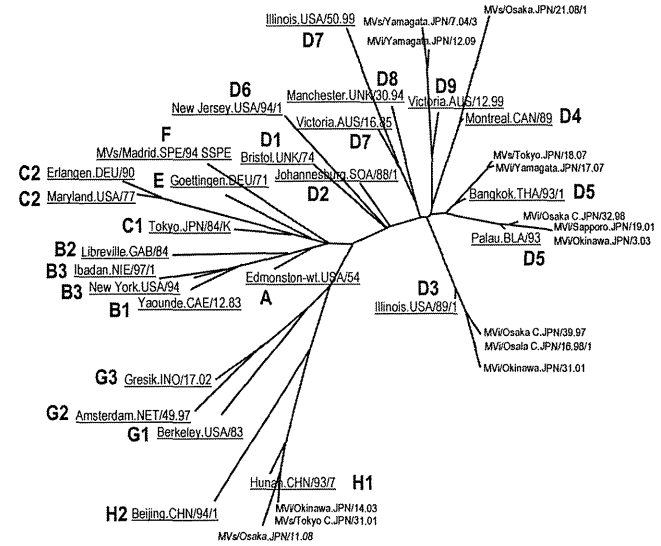 MVs/Osaka.JPN/21.08/1
Illinois.USA/50.99
MVs/Yamagata.JPN/7.04/3
D7
MVi/Yamagata.JPN/12.09
D8
D6
Manchester.UNK/30.94
D9
New Jersey.USA/94/1
Victoria.AUS/12.99
Montreal.CAN/89
D4
Victoria.AUS/16.85
D7
F
D1
MVs/Madrid.SPE/94 SSPE
Bristol.UNK/74
MVs/Tokyo.JPN/18.07
MVi/Yamagata.JPN/17.07
C2
Erlangen.DEU/90
E
Goettingen.DEU/71
Johannesburg.SOA/88/1
D2
C2
Maryland.USA/77
Bangkok.THA/93/1
D5
MVi/Osaka C.JPN/32.98
C1
Tokyo.JPN/84/K
MVi/Sapporo.JPN/19.01
Palau.BLA/93
MVi/Okinawa.JPN/3.03
D5
B2
Libreville.GAB/84
B3
Ibadan.NIE/97/1
Edmonston-wt.USA/54
A
B3
New York.USA/94
D3
B1
Yaounde.CAE/12.83
Illinois.USA/89/1
MVi/Osaka C.JPN/39.97
MVi/Osala C.JPN/16.98/1
MVi/Okinawa.JPN/31.01
G3
Gresik.INO/17.02
G2
Amsterdam.NET/49.97
G1
Berkeley.USA/83
Hunan.CHN/93/7
H1
H2
Beijing.CHN/94/1
MVi/Okinawa.JPN/14.03
MVs/Tokyo C.JPN/31.01
MVs/Osaka.JPN/11.08